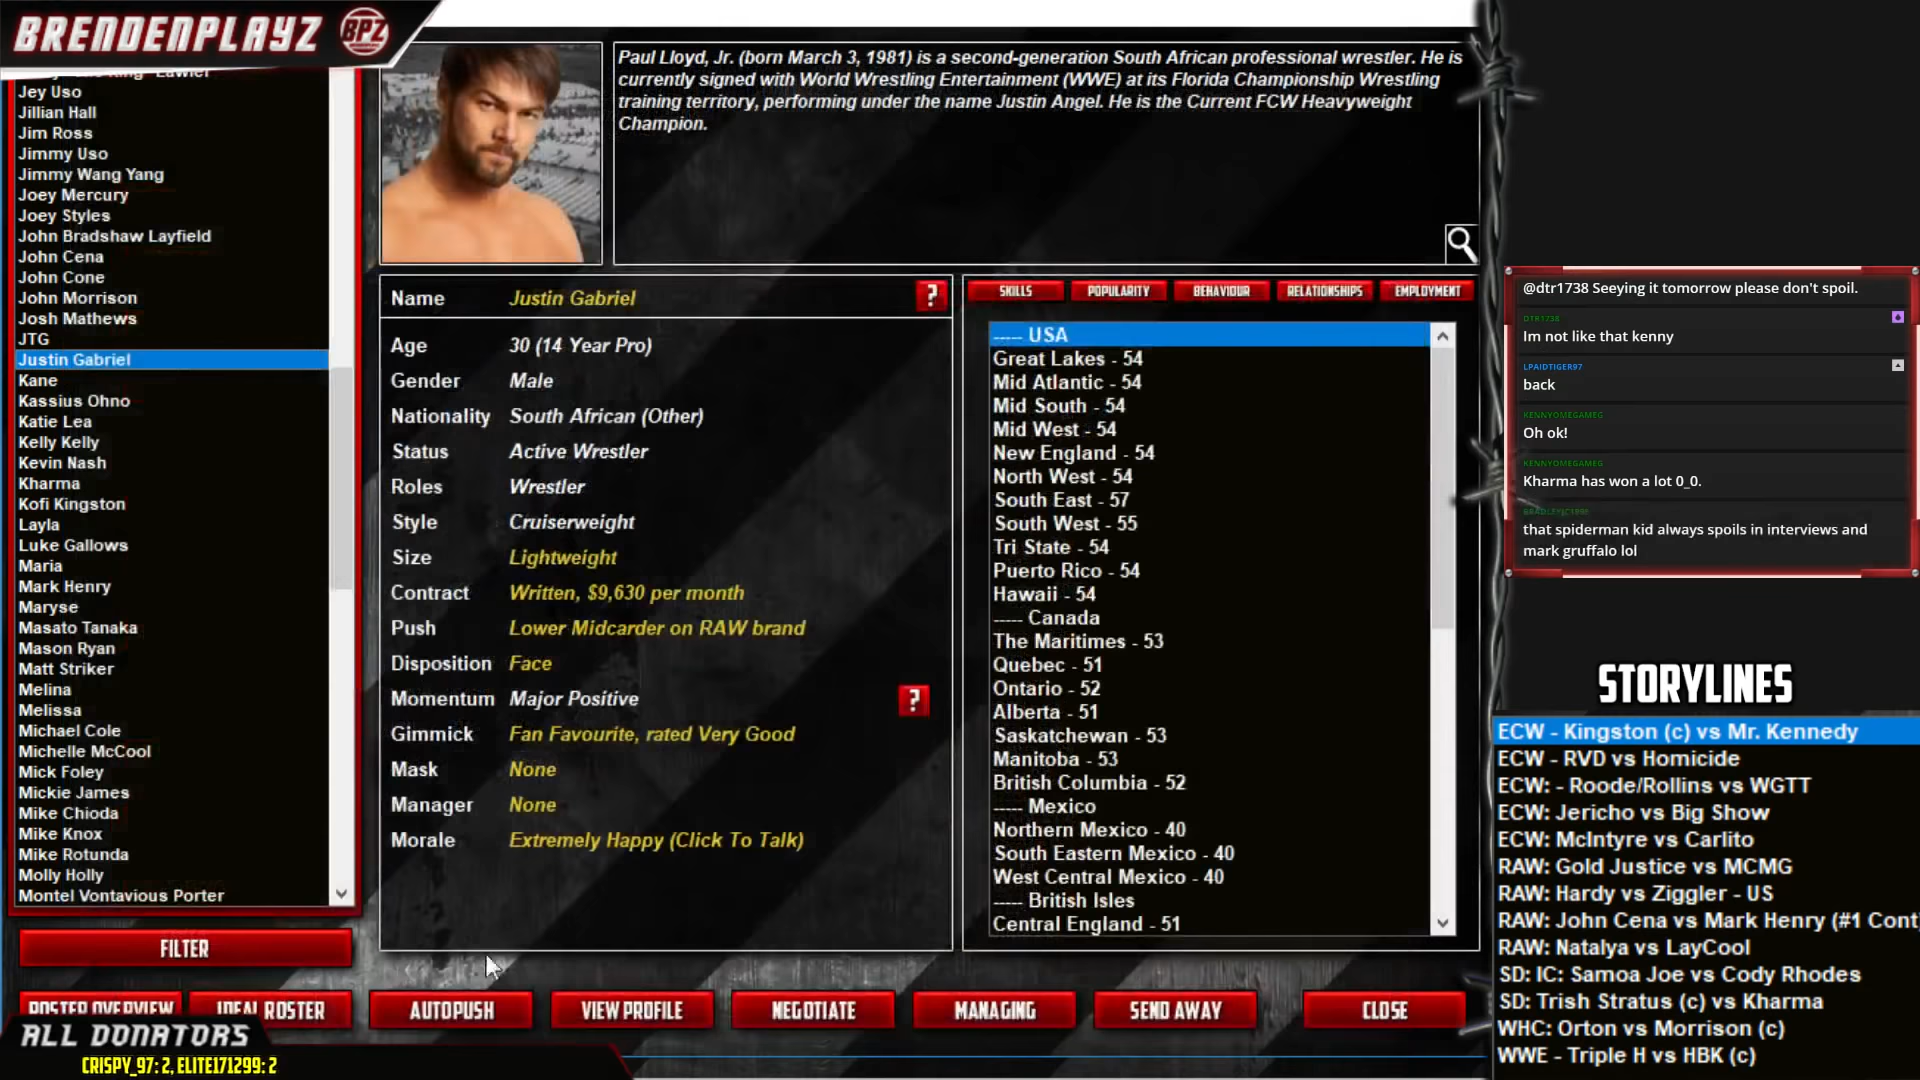 BRENDENPLAYZ
BPZ
Paul Lloyd, Jr. (born March 3, 1981) is a second-generation South African professional wrestler. He is
currently signed with World Wrestling Entertainment (WWE) at its Florida Championship Wrestling
training territory, performing under the name Justin Angel. He is the Current FCW Heavyweight
Champion.
Jey Uso
Jillian Hall
Jim Ross
Jimmy Uso
Jimmy Wang Yang
Joey Mercury
Joey Styles
John Bradshaw Layfield
John Cena
John Cone
John Morrison
Josh Mathews
JTG
Justin Gabriel
Kane
Kassius Ohno
Katie Lea
Kelly Kelly
Kevin Nash
Kharma
Kofi Kingston
Layla
Luke Gallows
Maria
Mark Henry
Maryse
Masato Tanaka
Mason Ryan
Matt Striker
Melina
Melissa
Michael Cole
Michelle McCool
Mick Foley
Mickie James
Mike Chioda
Mike Knox
Mike Rotunda
Molly Holly
Montel Vontavious Porter
FILTER
ROSTER OVERVIEW
IDEAL ROSTER
Name Justin Gabriel ?
Age 30 (14 Year Pro)
Gender Male
Nationality South African (Other)
Status Active Wrestler
Roles Wrestler
Style Cruiserweight
Size Lightweight
Contract Written, $9,630 per month
Push Lower Midcarder on RAW brand
Disposition Face
Momentum Major Positive ?
Gimmick Fan Favourite, rated Very Good
Mask None
Manager None
Morale Extremely Happy (Click To Talk)
SKILLS POPULARITY BEHAVIOUR RELATIONSHIPS EMPLOYMENT
----- USA
Great Lakes - 54
Mid Atlantic - 54
Mid South - 54
Mid West - 54
New England - 54
North West - 54
South East - 57
South West - 55
Tri State - 54
Puerto Rico - 54
Hawaii - 54
----- Canada
The Maritimes - 53
Quebec - 51
Ontario - 52
Alberta - 51
Saskatchewan - 53
Manitoba - 53
British Columbia - 52
----- Mexico
Northern Mexico - 40
South Eastern Mexico - 40
West Central Mexico - 40
----- British Isles
Central England - 51
AUTOPUSH VIEW PROFILE NEGOTIATE MANAGING SEND AWAY CLOSE
ALL DONATORS
CRISPY_97: 2, ELITE171299: 2
@dtr1738 Seeying it tomorrow please don't spoil.
DTR1738
Im not like that kenny
LPAIDTIGER97
back
KENNYOMEGAMEG
Oh ok!
KENNYOMEGAMEG
Kharma has won a lot 0_0.
that spiderman kid always spoils in interviews and
mark gruffalo lol
STORYLINES
ECW - Kingston (c) vs Mr. Kennedy
ECW - RVD vs Homicide
ECW: - Roode/Rollins vs WGTT
ECW: Jericho vs Big Show
ECW: McIntyre vs Carlito
RAW: Gold Justice vs MCMG
RAW: Hardy vs Ziggler - US
RAW: John Cena vs Mark Henry (#1 Cont
RAW: Natalya vs LayCool
SD: IC: Samoa Joe vs Cody Rhodes
SD: Trish Stratus (c) vs Kharma
WHC: Orton vs Morrison (c)
WWE - Triple H vs HBK (c)